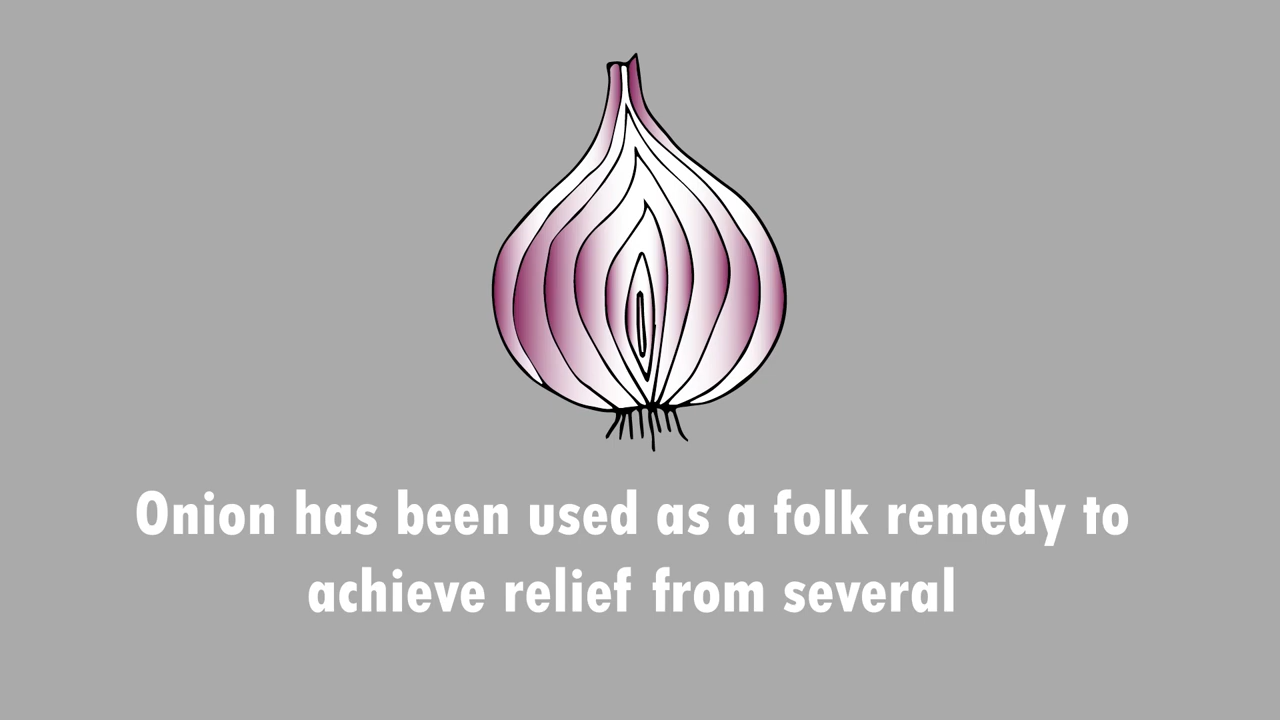 Onion has been used as a folk remedy to
achieve relief from several